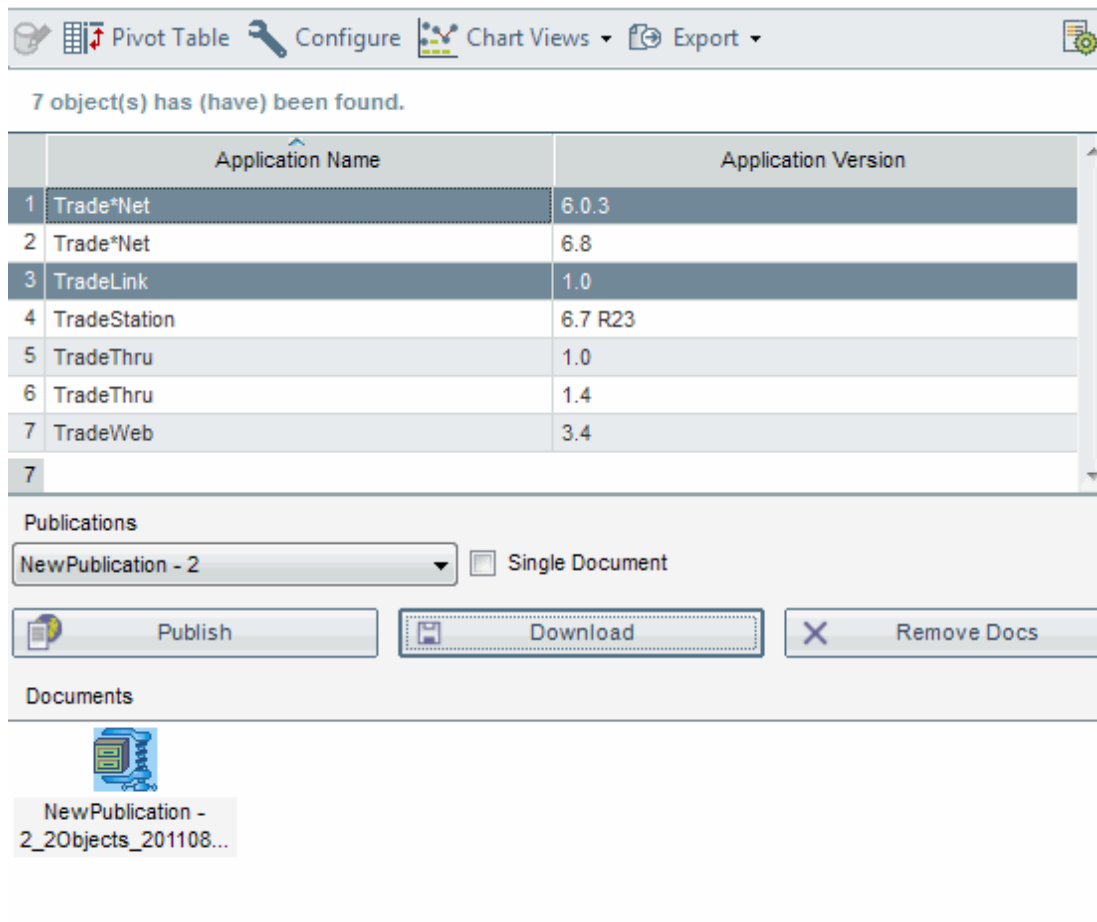 Pivot Table Configure Chart Views Export
7 object(s) has (have) been found.
Application Name Application Version
1 Trade*Net 6.0.3
2 Trade*Net 6.8
3 TradeLink 1.0
4 TradeStation 6.7 R23
5 TradeThru 1.0
6 TradeThru 1.4
7 TradeWeb 3.4
7
Publications
NewPublication - 2 Single Document
Publish Download Remove Docs
Documents
NewPublication -
2_2Objects_201108...